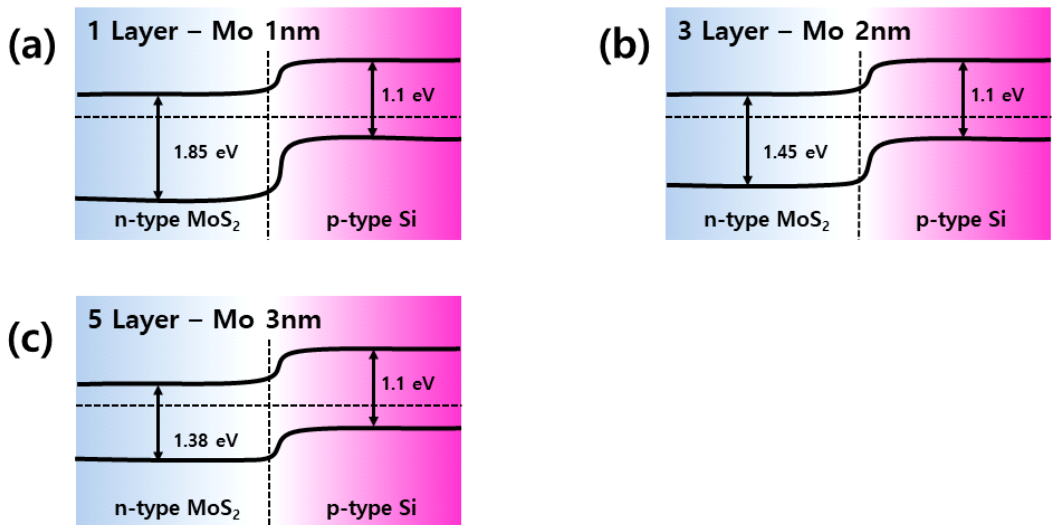 (a)
1 Layer – Mo 1nm
1.1 eV
1.85 eV
n-type MoS₂
p-type Si
(b)
3 Layer – Mo 2nm
1.1 eV
1.45 eV
n-type MoS₂
p-type Si
(c)
5 Layer – Mo 3nm
1.1 eV
1.38 eV
n-type MoS₂
p-type Si